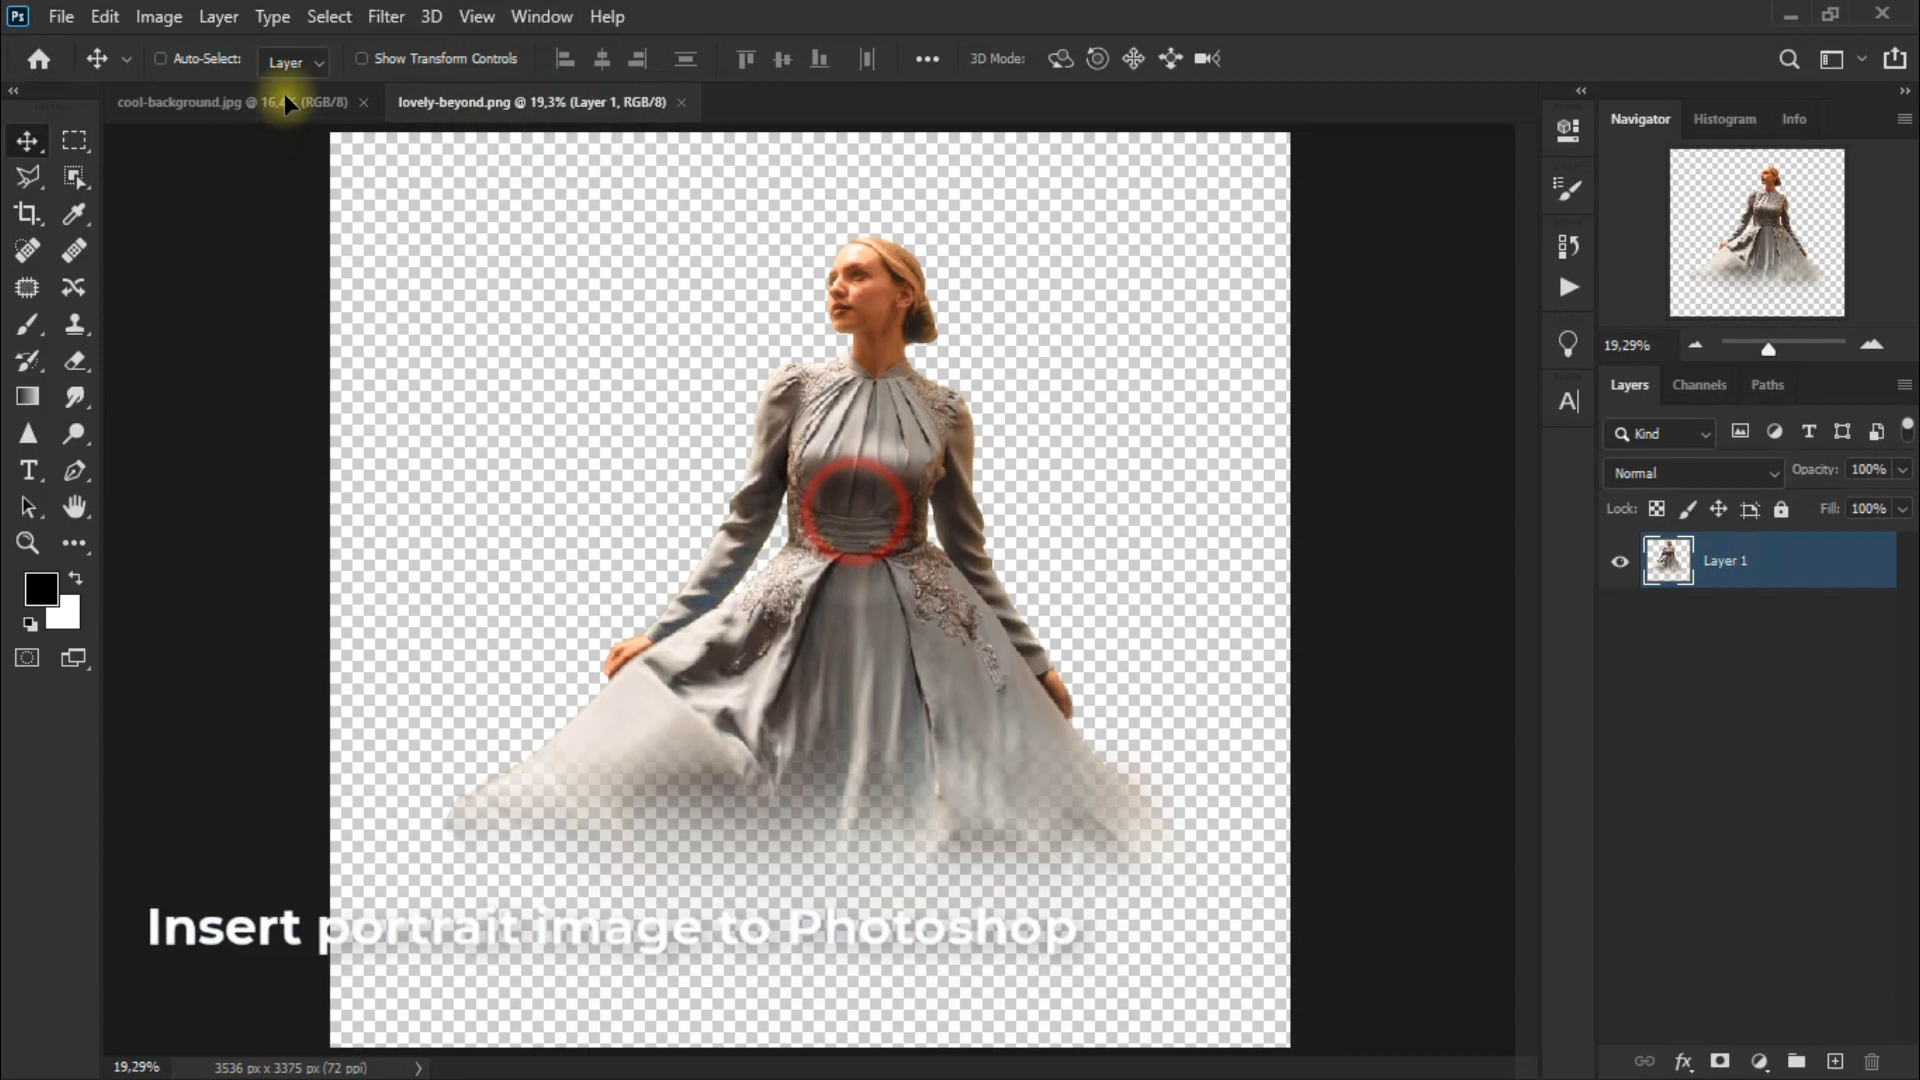 Ps File Edit Image Layer Type Select Filter 3D View Window Help
Auto-Select: Layer Show Transform Controls 3D Mode:
cool-background.jpg @ 16,4% (RGB/8) lovely-beyond.png @ 19,3% (Layer 1, RGB/8)
Navigator Histogram Info
19,29%
Layers Channels Paths
Kind
Normal Opacity: 100%
Lock: Fill: 100%
Layer 1
Insert portrait image to Photoshop
19,29% 3536 px x 3375 px (72 ppi)